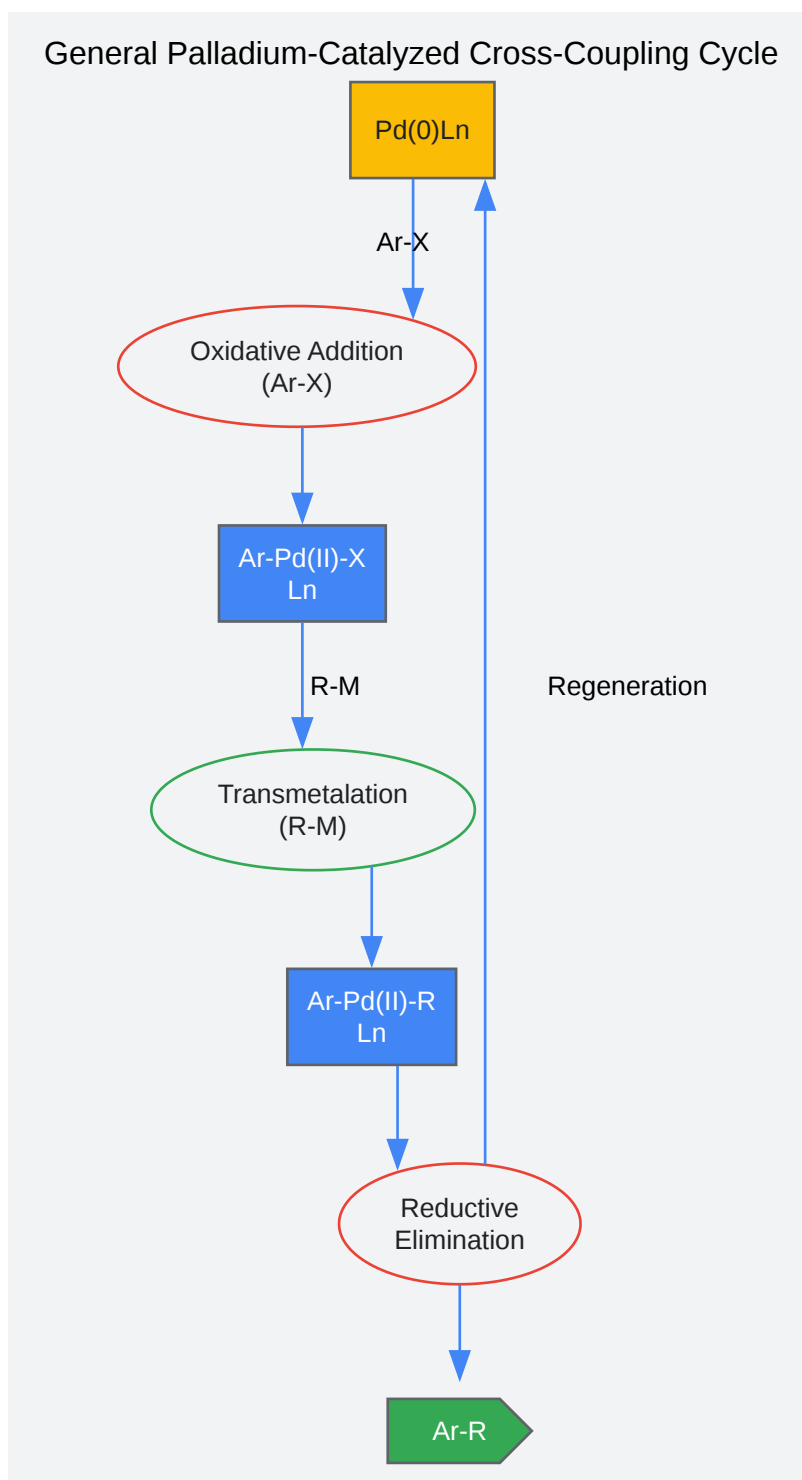 General Palladium-Catalyzed Cross-Coupling Cycle
Pd(0)Ln
Ar-X
Oxidative Addition
(Ar-X)
Ar-Pd(II)-X
Ln
R-M
Regeneration
Transmetalation
(R-M)
Ar-Pd(II)-R
Ln
Reductive
Elimination
Ar-R